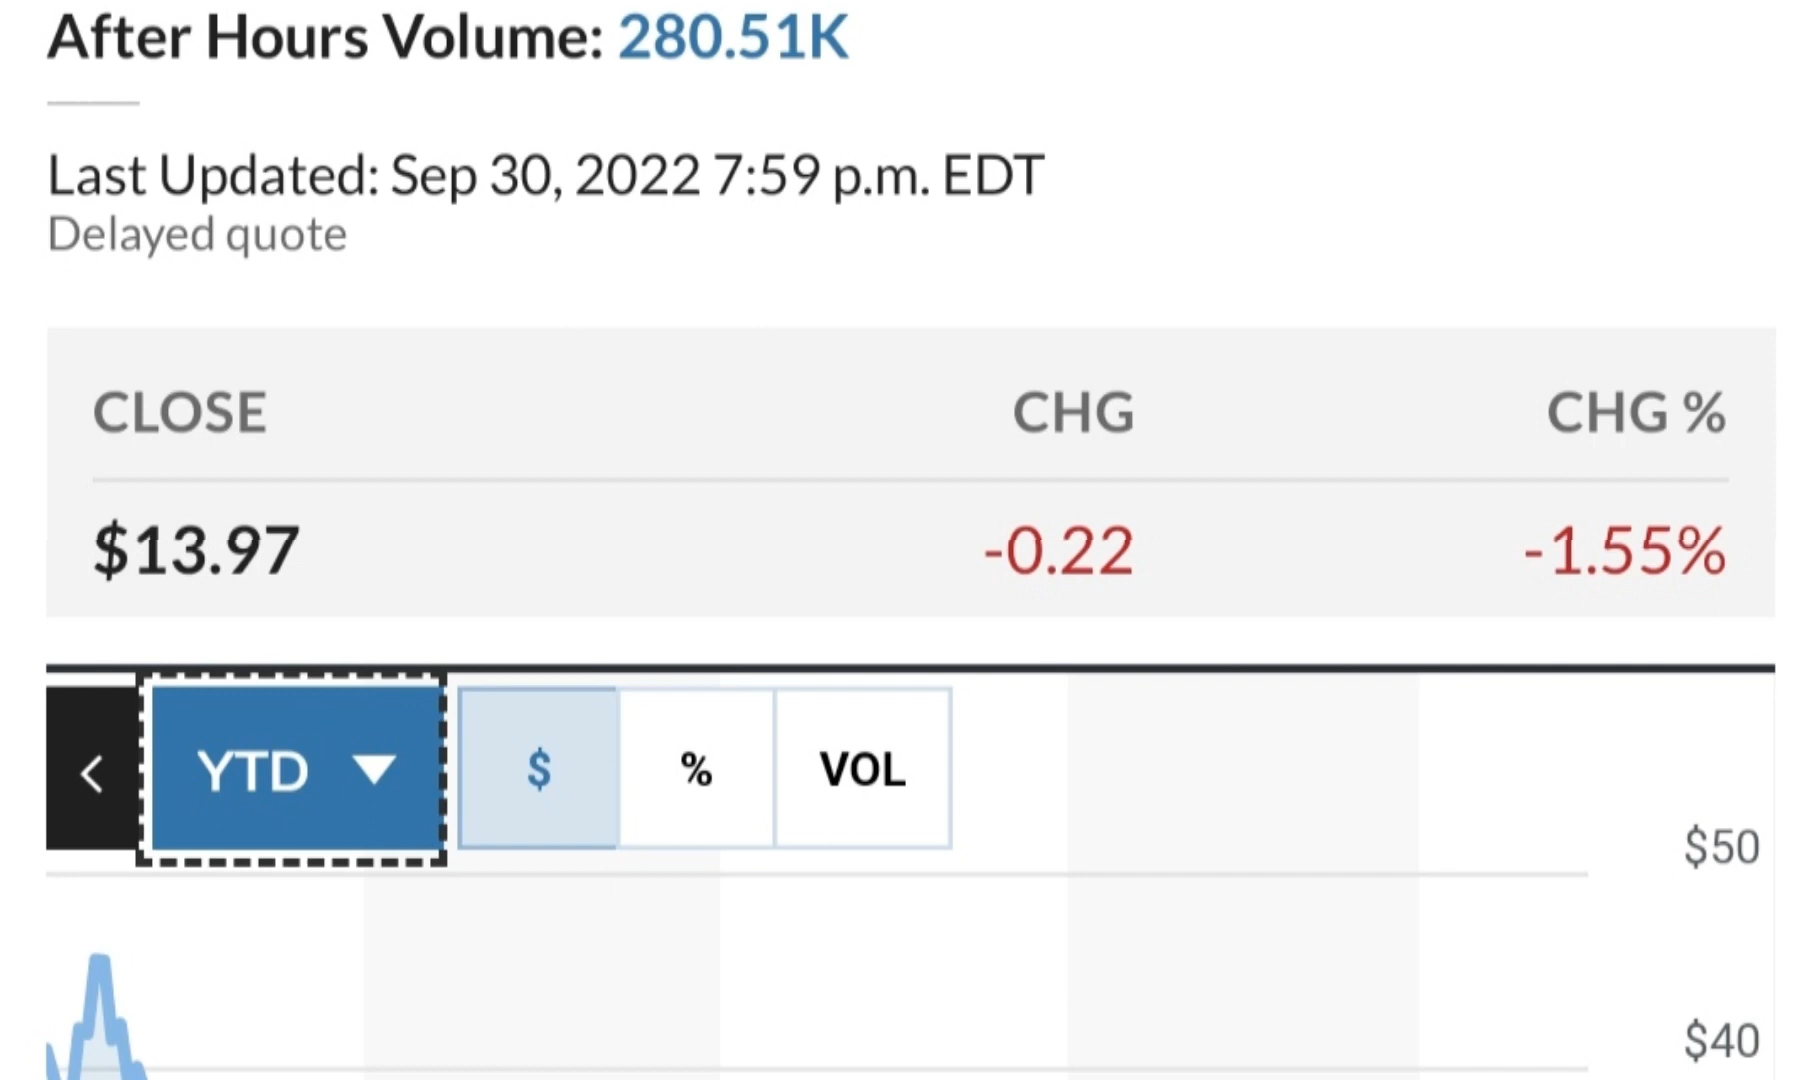 After Hours Volume: 280.51K
Last Updated: Sep 30, 2022 7:59 p.m. EDT
Delayed quote
CLOSE CHG CHG %
$13.97 -0.22 -1.55%
< YTD ▼ $ % VOL
$50
$40